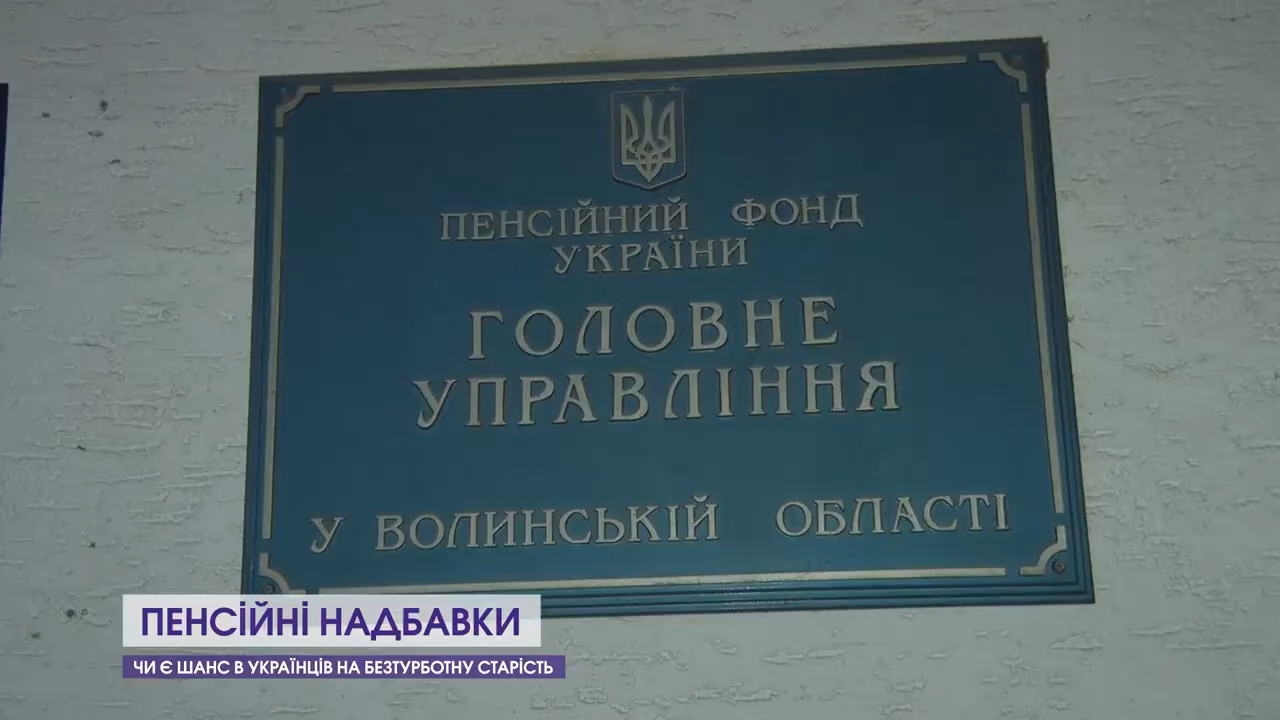 ПЕНСІЙНИЙ ФОНД
УКРАЇНИ
ГОЛОВНЕ
УПРАВЛІННЯ
У ВОЛИНСЬКІЙ ОБЛАСТІ
ПЕНСІЙНІ НАДБАВКИ
ЧИ Є ШАНС В УКРАЇНЦІВ НА БЕЗТУРБОТНУ СТАРІСТЬ